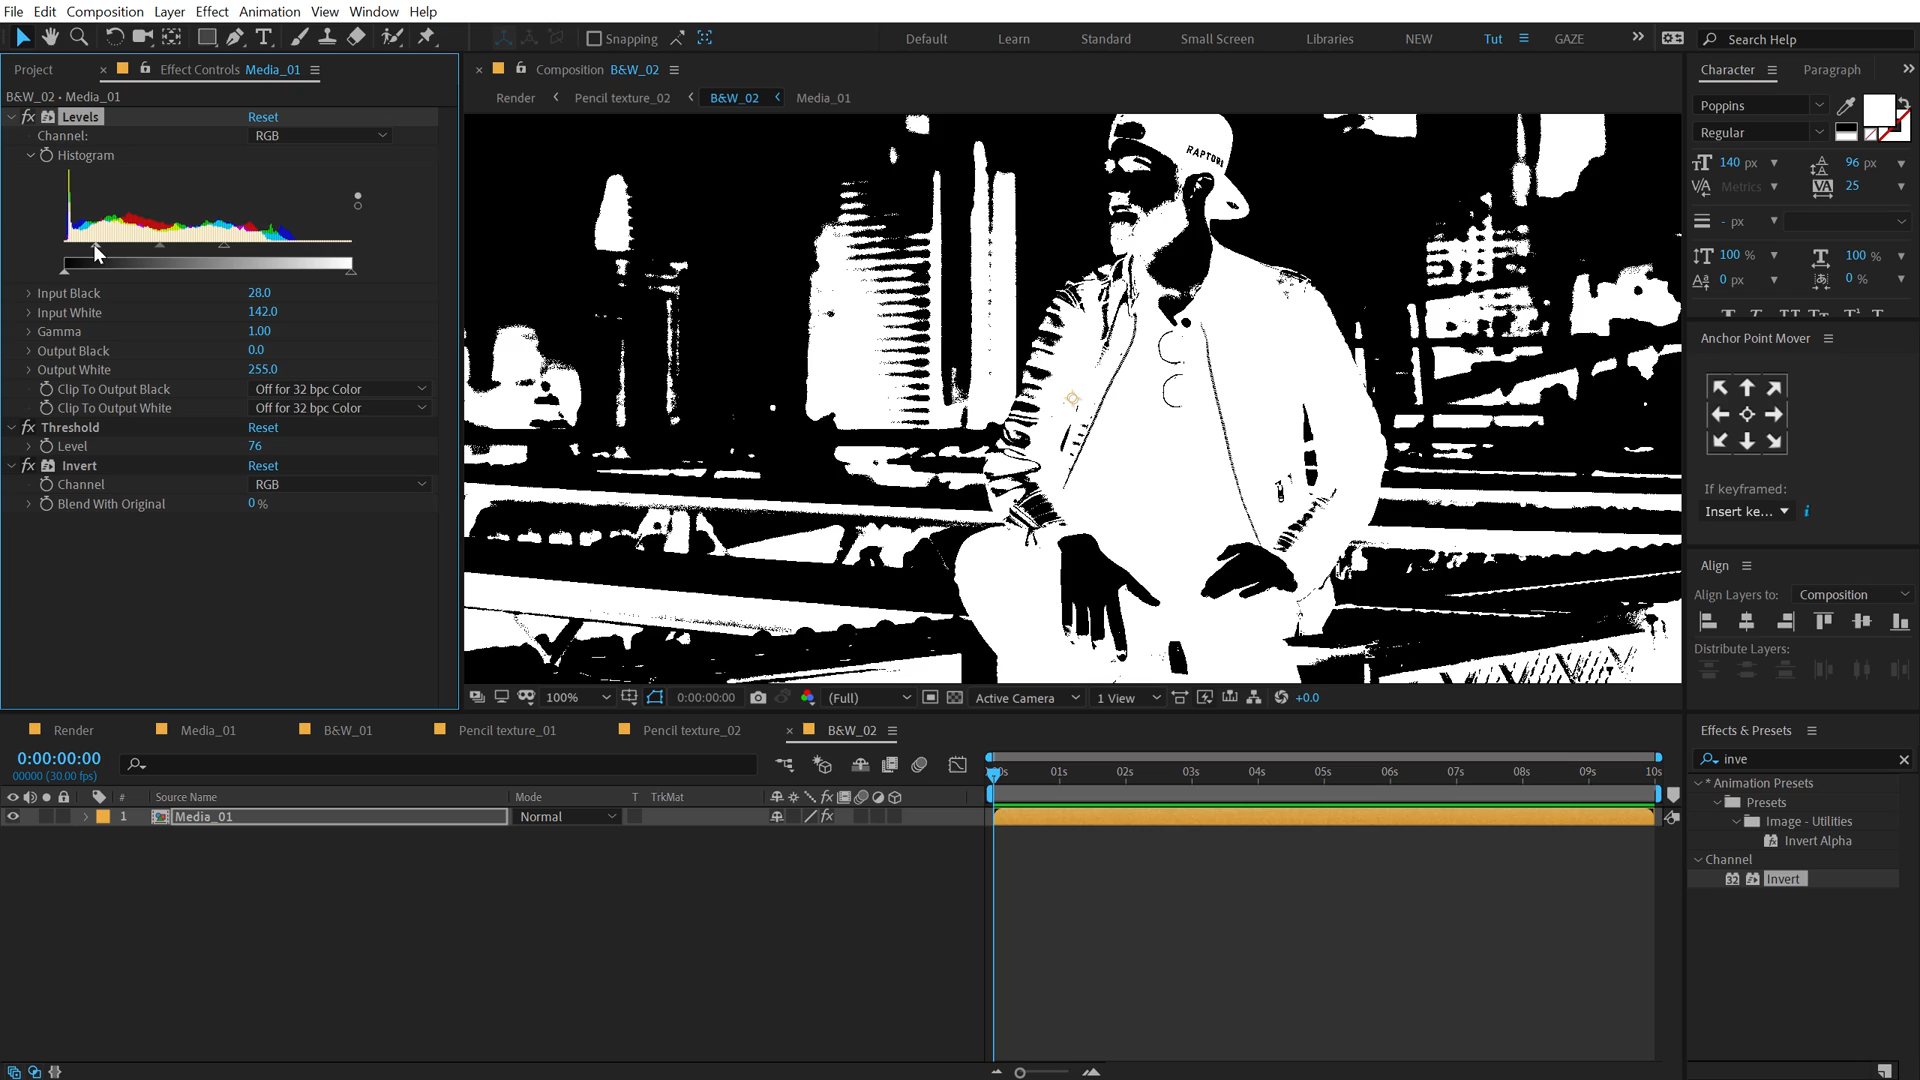 File Edit Composition Layer Effect Animation View Window Help
Snapping Default Learn Standard Small Screen Libraries NEW Tut GAZE Search Help
Project Effect Controls Media_01 Composition B&W_02 Character Paragraph
B&W_02 • Media_01 Render Pencil texture_02 B&W_02 Media_01
Levels Reset
Channel: RGB
Histogram
Input Black 28.0
Input White 142.0
Gamma 1.00
Output Black 0.0
Output White 255.0
Clip To Output Black Off for 32 bpc Color
Clip To Output White Off for 32 bpc Color
Threshold Reset
Level 76
Invert Reset
Channel RGB
Blend With Original 0 %
RAPTORS
Poppins
Regular
140 px 96 px
Metrics 25
- px
100 % 100 %
0 px 0 %
Anchor Point Mover
If keyframed:
Insert ke...
Align
Align Layers to: Composition
Distribute Layers:
100% 0:00:00:00 (Full) Active Camera 1 View +0.0
Render Media_01 B&W_01 Pencil texture_01 Pencil texture_02 B&W_02
0:00:00:00
00000 (30.00 fps)
01s 02s 03s 04s 05s 06s 07s 08s 09s 10s
# Source Name Mode T TrkMat
1 Media_01 Normal
Effects & Presets
inve
* Animation Presets
Presets
Image - Utilities
Invert Alpha
Channel
32 Invert